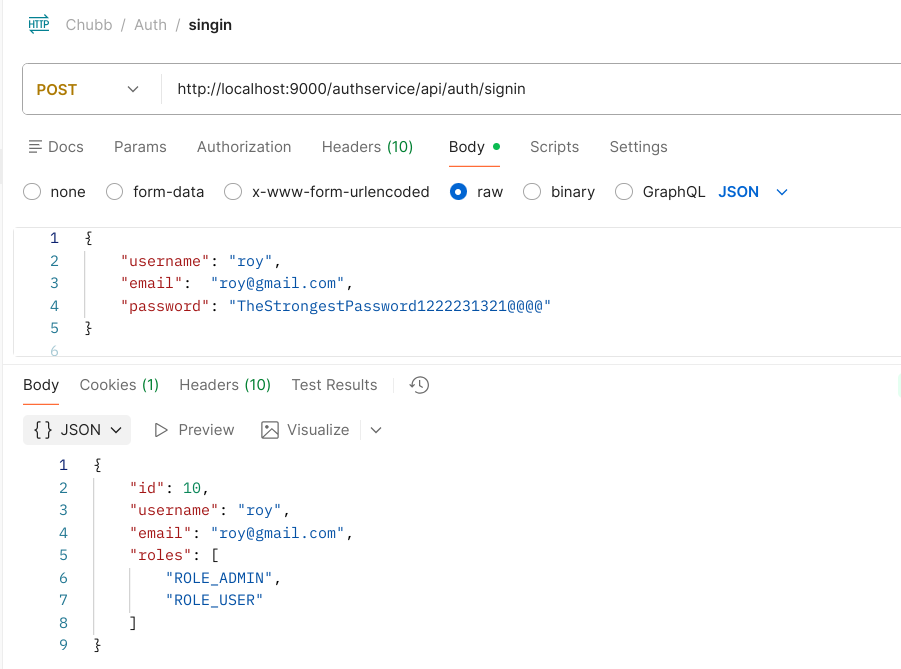 HTTP Chubb / Auth / singin
POST http://localhost:9000/authservice/api/auth/signin
Docs Params Authorization Headers (10) Body Scripts Settings
none form-data x-www-form-urlencoded raw binary GraphQL JSON
1 {
2 "username": "roy",
3 "email": "roy@gmail.com",
4 "password": "TheStrongestPassword1222231321@@@@"
5 }
6
Body Cookies (1) Headers (10) Test Results
{} JSON Preview Visualize
1 {
2 "id": 10,
3 "username": "roy",
4 "email": "roy@gmail.com",
5 "roles": [
6 "ROLE_ADMIN",
7 "ROLE_USER"
8 ]
9 }